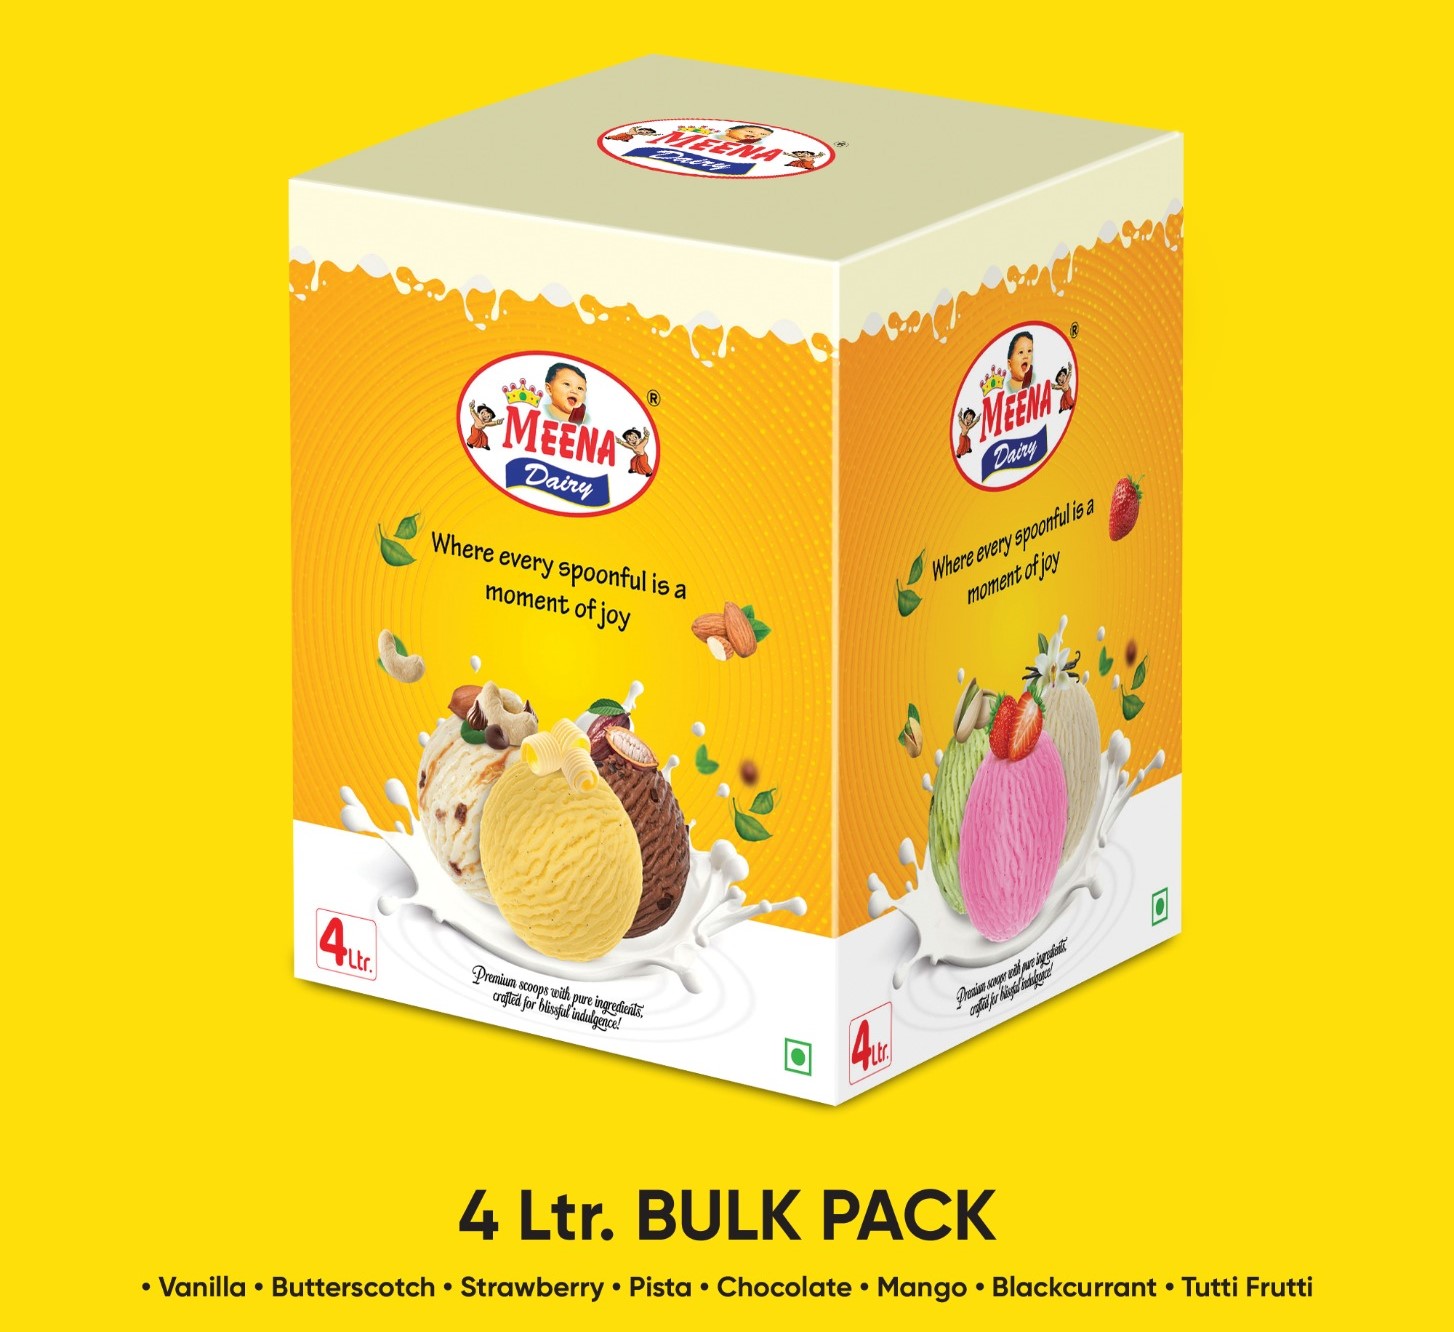 MEENA
Dairy
®
MEENA
Dairy
®
Where every spoonful is a
moment of joy
4Ltr.
Premium scoops with pure ingredients,
crafted for blissful indulgence!
MEENA
Dairy
®
Where every spoonful is a
moment of joy
Premium scoops with pure ingredients,
crafted for blissful indulgence!
4Ltr.
4 Ltr. BULK PACK
• Vanilla • Butterscotch • Strawberry • Pista • Chocolate • Mango • Blackcurrant • Tutti Frutti